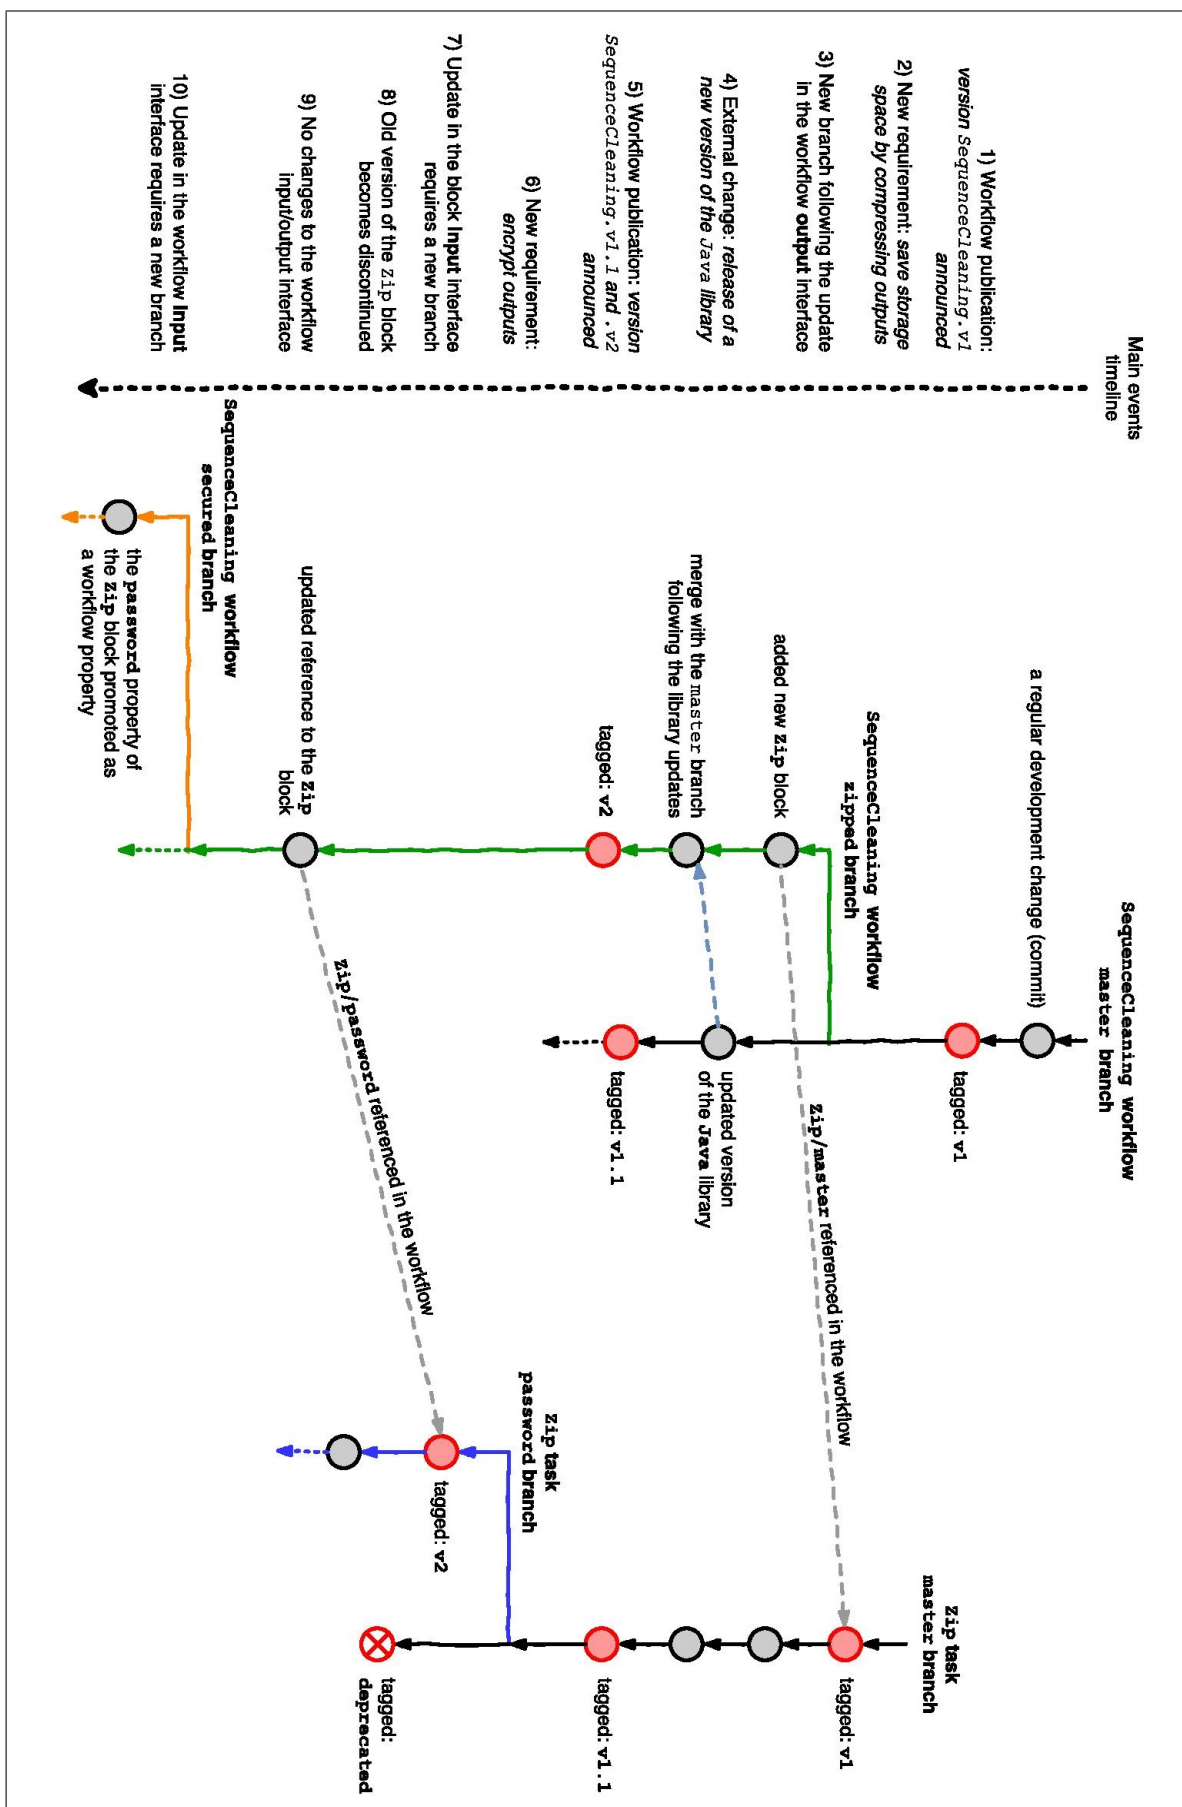 Main events
timeline
1) Workflow publication:
version SequenceCleaning.v1
announced
2) New requirement: save storage
space by compressing outputs
3) New branch following the update
in the workflow output interface
4) External change: release of a
new version of the Java library
5) Workflow publication: version
SequenceCleaning.v1.1 and .v2
announced
6) New requirement:
encrypt outputs
7) Update in the block Input interface
requires a new branch
8) Old version of the Zip block
becomes discontinued
9) No changes to the workflow
input/output interface
10) Update in the workflow Input
interface requires a new branch
SequenceCleaning workflow
secured branch
the password property of
the Zip block promoted as
a workflow property
SequenceCleaning workflow
zipped branch
added new Zip block
merge with the master branch
following the library updates
tagged: v2
updated reference to the Zip
block
SequenceCleaning workflow
master branch
a regular development change (commit)
tagged: v1
updated version
of the Java library
tagged: v1.1
Zip/master referenced in the workflow
Zip/password referenced in the workflow
Zip task
password branch
tagged: v2
Zip task
master branch
tagged: v1
tagged: v1.1
tagged:
deprecated